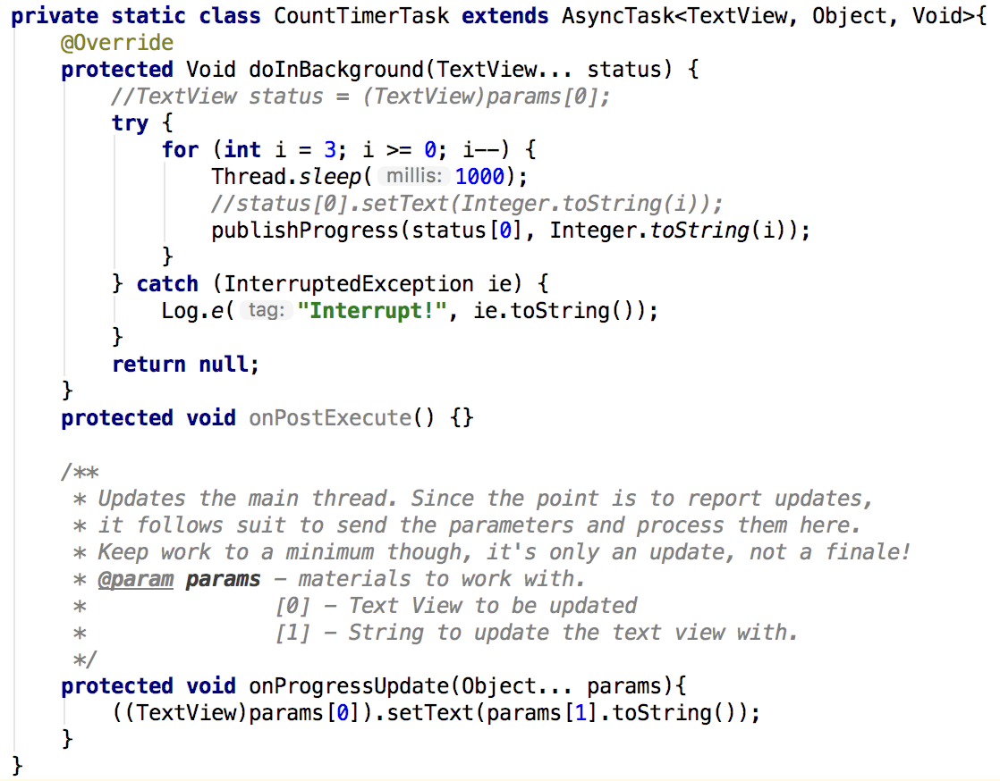 private static class CountTimerTask extends AsyncTask<TextView, Object, Void>{
@Override
protected Void doInBackground(TextView... status) {
//TextView status = (TextView)params[0];
try {
for (int i = 3; i >= 0; i--) {
Thread.sleep( millis: 1000);
//status[0].setText(Integer.toString(i));
publishProgress(status[0], Integer.toString(i));
}
} catch (InterruptedException ie) {
Log.e( tag: "Interrupt!", ie.toString());
}
return null;
}
protected void onPostExecute() {}
/**
* Updates the main thread. Since the point is to report updates,
* it follows suit to send the parameters and process them here.
* Keep work to a minimum though, it's only an update, not a finale!
* @param params – materials to work with.
* [0] – Text View to be updated
* [1] – String to update the text view with.
*/
protected void onProgressUpdate(Object... params){
((TextView)params[0]).setText(params[1].toString());
}
}